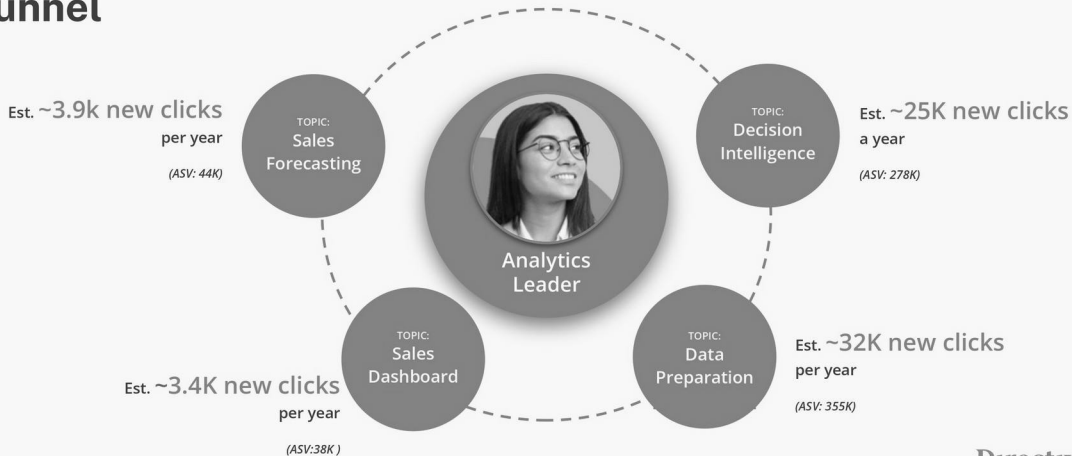 Est. ~3.9k new clicks
per year
(ASV: 44K)
TOPIC:
Sales
Forecasting
Analytics
Leader
TOPIC:
Decision
Intelligence
Est. ~25K new clicks
a year
(ASV: 278K)
Est. ~3.4K new clicks
per year
(ASV:38K )
TOPIC:
Sales
Dashboard
TOPIC:
Data
Preparation
Est. ~32K new clicks
per year
(ASV: 355K)